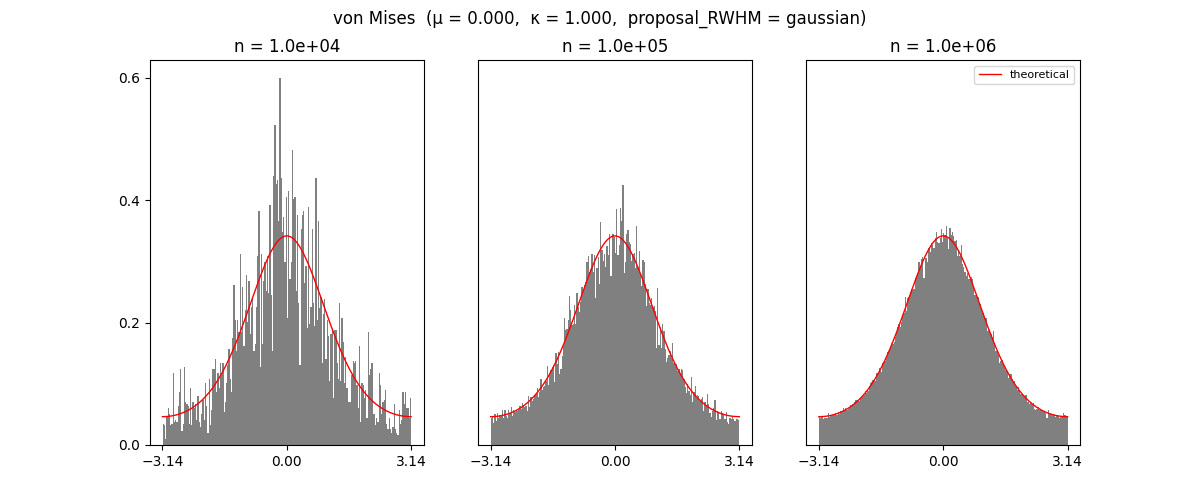 von Mises  (μ = 0.000,  κ = 1.000,  proposal_RWHM = gaussian)
n = 1.0e+04
n = 1.0e+05
n = 1.0e+06
theoretical
0.6
0.4
0.2
0.0
−3.14 0.00 3.14
−3.14 0.00 3.14
−3.14 0.00 3.14